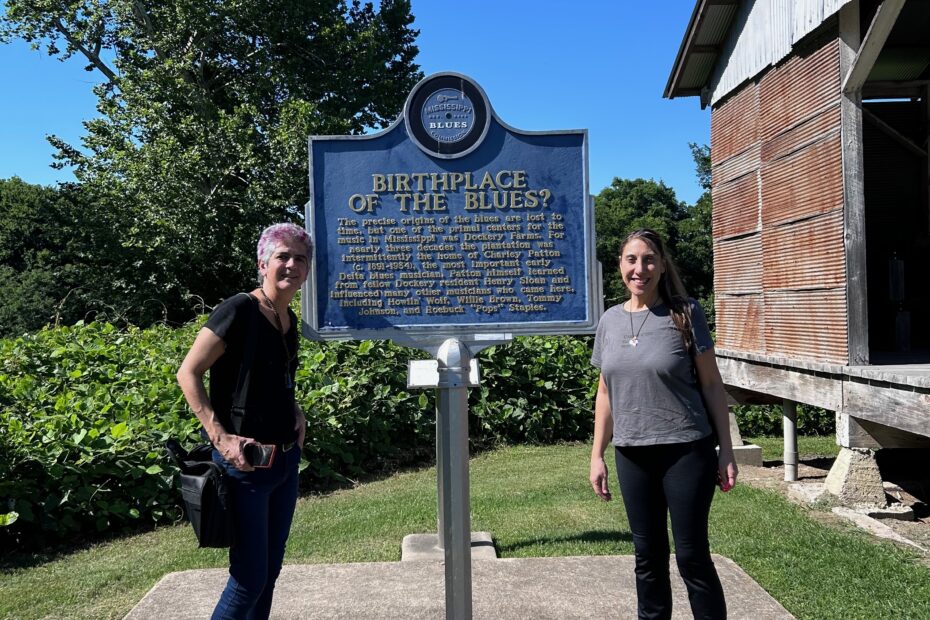 MISSISSIPPI
BLUES
BIRTHPLACE
OF THE BLUES?
The precise origins of the blues are lost to
time, but one of the primal centers for the
music in Mississippi was Dockery Farms. For
nearly three decades the plantation was
intermittently the home of Charley Patton
(c. 1891-1934), the most important early
Delta blues musician. Patton himself learned
from fellow Dockery resident Henry Sloan and
influenced many other musicians who came here,
including Howlin' Wolf, Willie Brown, Tommy
Johnson, and Roebuck "Pops" Staples.